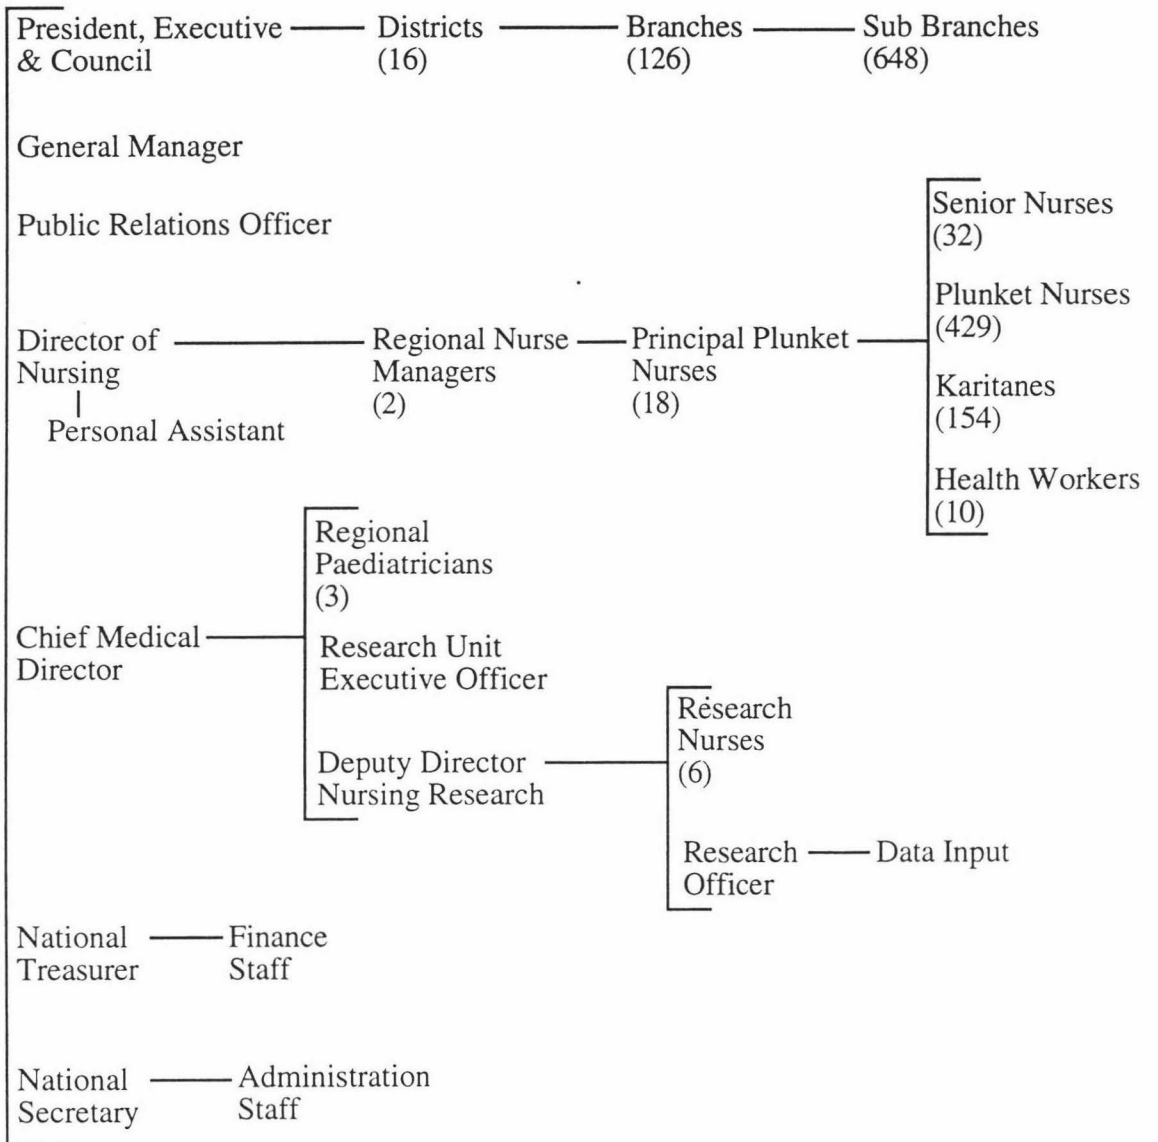 President, Executive
& Council
Districts
(16)
Branches
(126)
Sub Branches
(648)
General Manager
Public Relations Officer
Director of
Nursing
Personal Assistant
Regional Nurse
Managers
(2)
Principal Plunket
Nurses
(18)
Senior Nurses
(32)
Plunket Nurses
(429)
Karitanes
(154)
Health Workers
(10)
Chief Medical
Director
Regional
Paediatricians
(3)
Research Unit
Executive Officer
Deputy Director
Nursing Research
Research
Nurses
(6)
Research
Officer
Data Input
National
Treasurer
Finance
Staff
National
Secretary
Administration
Staff